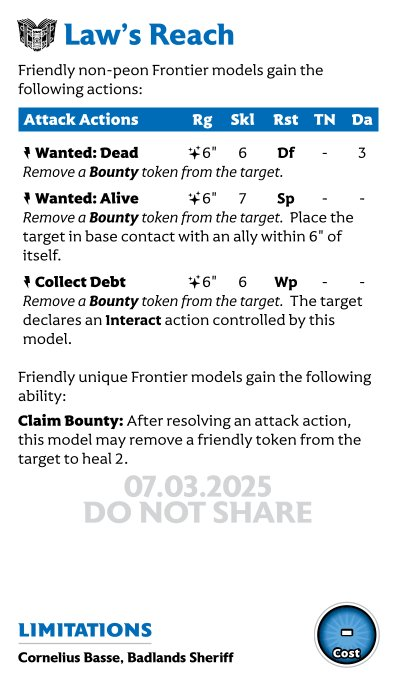 Law's Reach
Friendly non-peon Frontier models gain the
following actions:
Attack Actions Rg Skl Rst TN Da
Wanted: Dead 6" 6 Df - 3
Remove a Bounty token from the target.
Wanted: Alive 6" 7 Sp - -
Remove a Bounty token from the target. Place the
target in base contact with an ally within 6" of
itself.
Collect Debt 6" 6 Wp - -
Remove a Bounty token from the target. The target
declares an Interact action controlled by this
model.
Friendly unique Frontier models gain the following
ability:
Claim Bounty: After resolving an attack action,
this model may remove a friendly token from the
target to heal 2.
07.03.2025
DO NOT SHARE
LIMITATIONS
Cornelius Basse, Badlands Sheriff
-
Cost